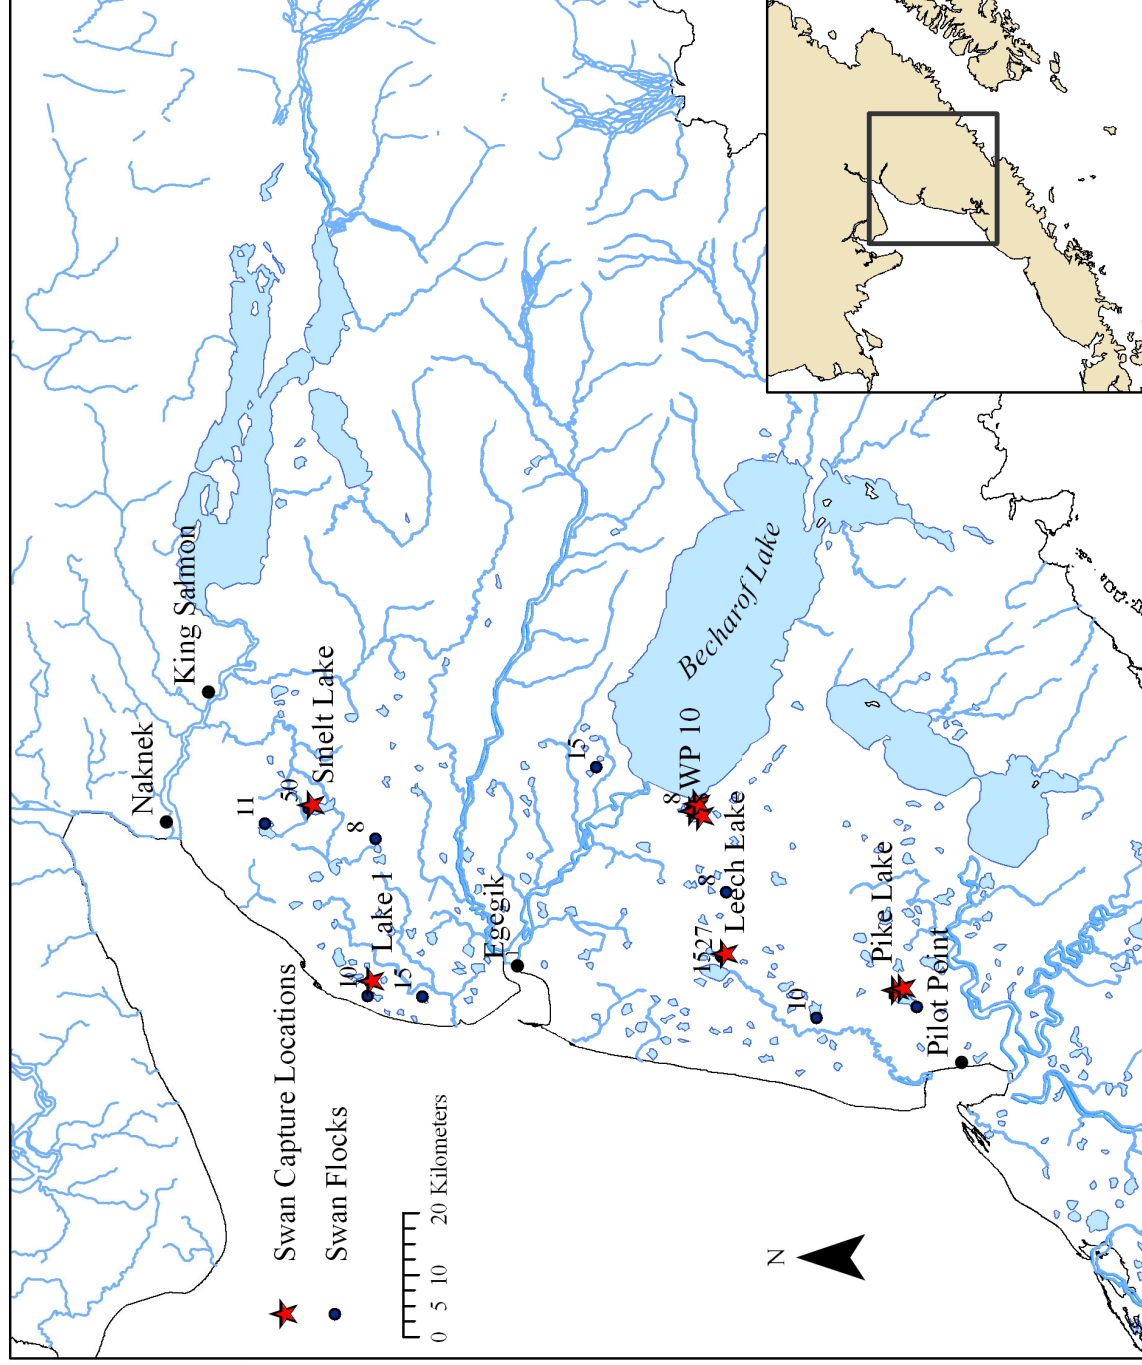 Naknek
King Salmon
11
50
Smelt Lake
8
10
Lake 1
15
Egegik
15
Becharof Lake
8
WP 10
8
1527
Leech Lake
10
Pike Lake
Pilot Point
Swan Capture Locations
Swan Flocks
0 5 10 20 Kilometers
N